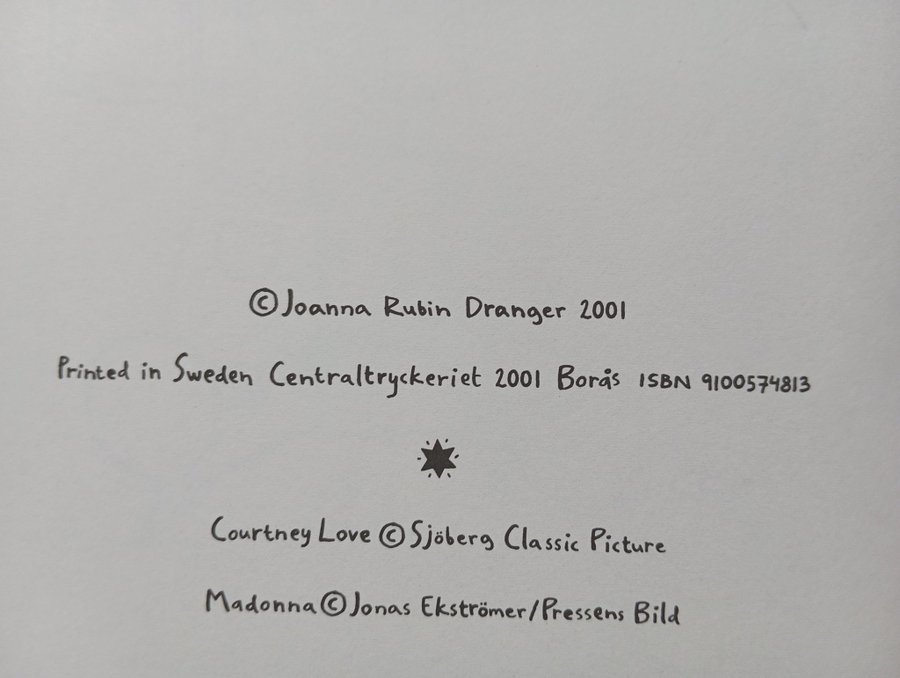 ©Joanna Rubin Dranger 2001
Printed in Sweden Centraltryckeriet 2001 Borås ISBN 9100574813
Courtney Love © Sjöberg Classic Picture
Madonna © Jonas Ekströmer/Pressens Bild